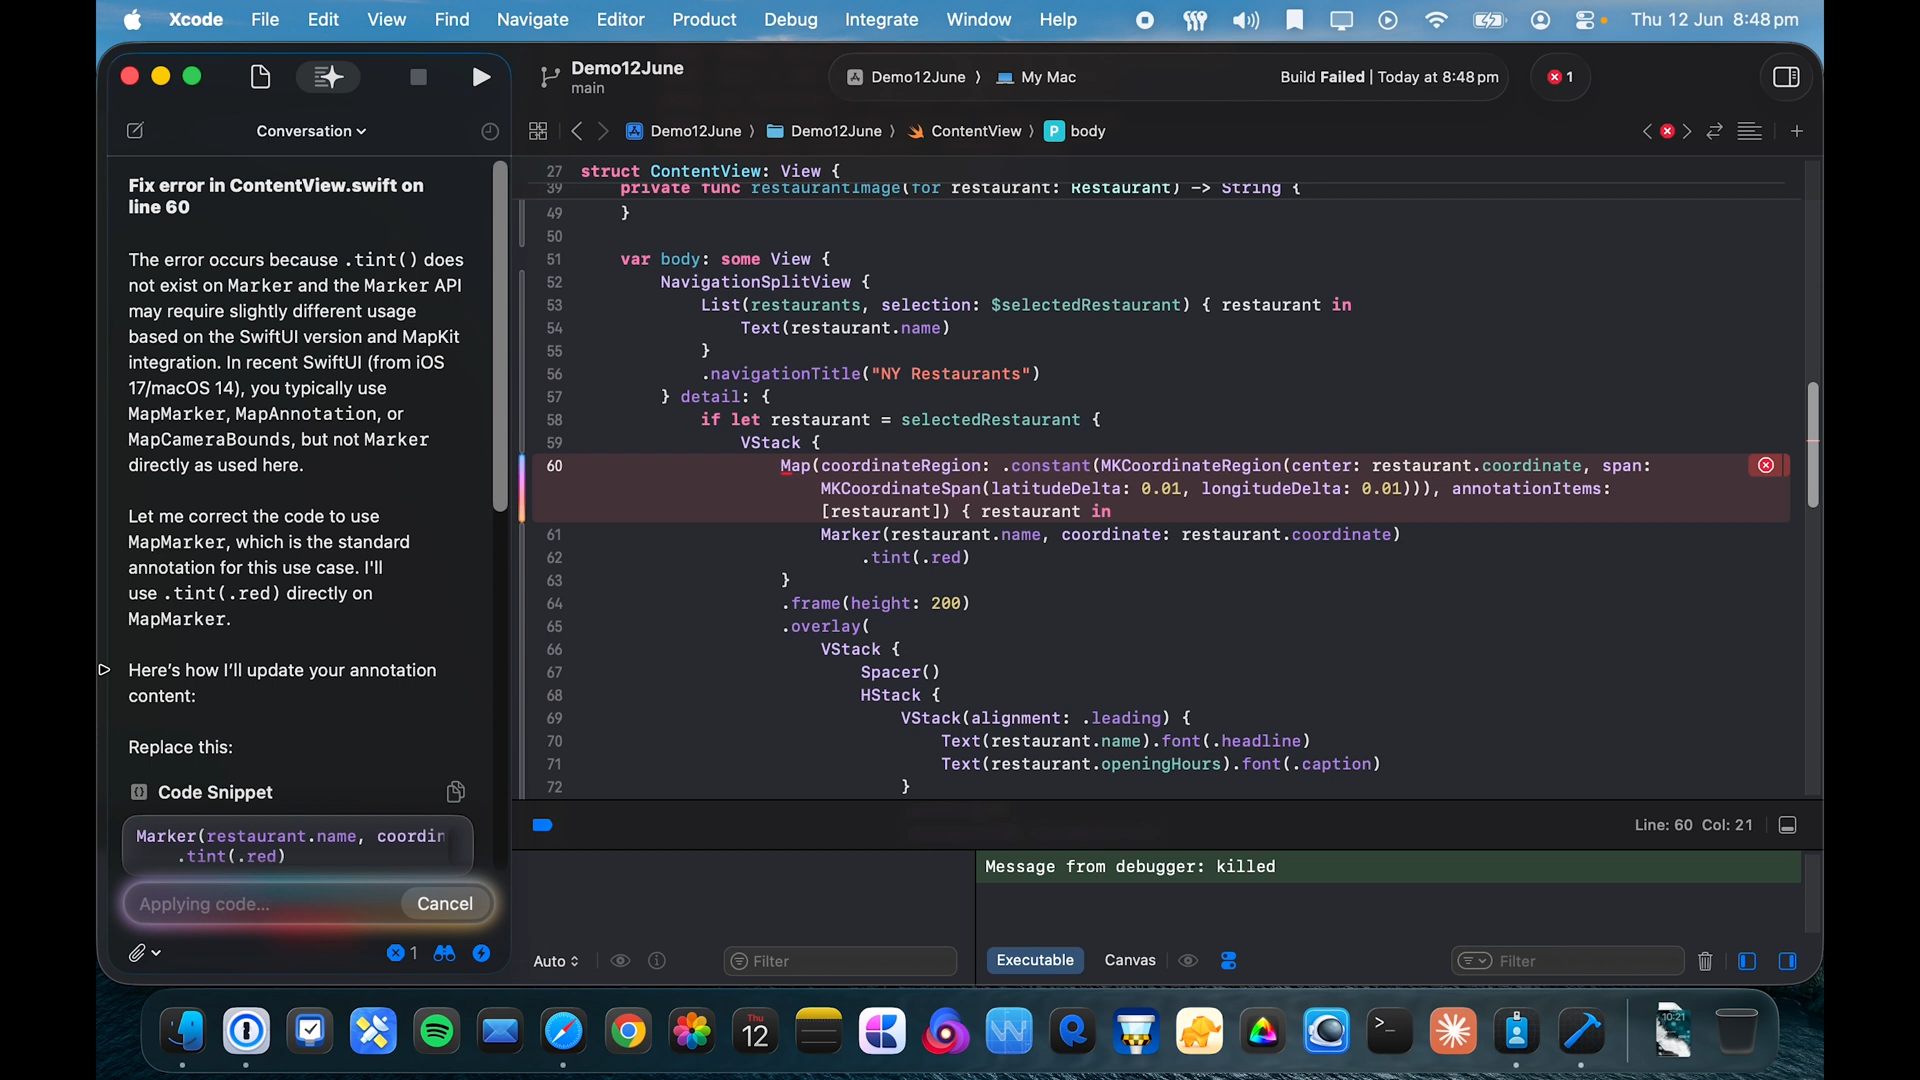 Xcode File Edit View Find Navigate Editor Product Debug Integrate Window Help Thu 12 Jun 8:48 pm
Demo12June
main
Demo12June My Mac Build Failed | Today at 8:48 pm 1
Conversation
Demo12June Demo12June ContentView P body
Fix error in ContentView.swift on
line 60
The error occurs because .tint() does
not exist on Marker and the Marker API
may require slightly different usage
based on the SwiftUI version and MapKit
integration. In recent SwiftUI (from iOS
17/macOS 14), you typically use
MapMarker, MapAnnotation, or
MapCameraBounds, but not Marker
directly as used here.
Let me correct the code to use
MapMarker, which is the standard
annotation for this use case. I'll
use .tint(.red) directly on
MapMarker.
Here's how I'll update your annotation
content:
Replace this:
Code Snippet
Marker(restaurant.name, coordin
.tint(.red)
Applying code... Cancel
1
27 struct ContentView: View {
39 private func restaurantImage(for restaurant: Restaurant) -> String {
49 }
50
51 var body: some View {
52 NavigationSplitView {
53 List(restaurants, selection: $selectedRestaurant) { restaurant in
54 Text(restaurant.name)
55 }
56 .navigationTitle("NY Restaurants")
57 } detail: {
58 if let restaurant = selectedRestaurant {
59 VStack {
60 Map(coordinateRegion: .constant(MKCoordinateRegion(center: restaurant.coordinate, span:
MKCoordinateSpan(latitudeDelta: 0.01, longitudeDelta: 0.01))), annotationItems:
[restaurant]) { restaurant in
61 Marker(restaurant.name, coordinate: restaurant.coordinate)
62 .tint(.red)
63 }
64 .frame(height: 200)
65 .overlay(
66 VStack {
67 Spacer()
68 HStack {
69 VStack(alignment: .leading) {
70 Text(restaurant.name).font(.headline)
71 Text(restaurant.openingHours).font(.caption)
72 }
Line: 60 Col: 21
Message from debugger: killed
Auto Filter Executable Canvas Filter
Thu
12
10:21